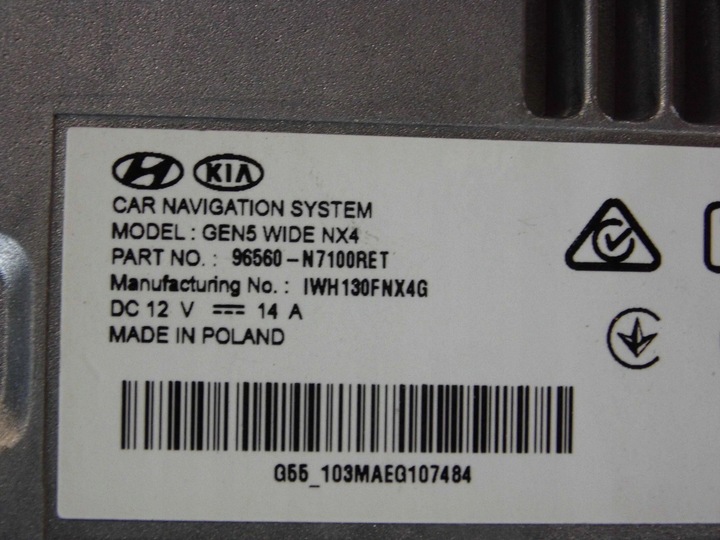 KIA
CAR NAVIGATION SYSTEM
MODEL : GEN5 WIDE NX4
PART NO. : 96560-N7100RET
Manufacturing No. : IWH130FNX4G
DC 12 V ⎓ 14 A
MADE IN POLAND
G55_103MAEG107484